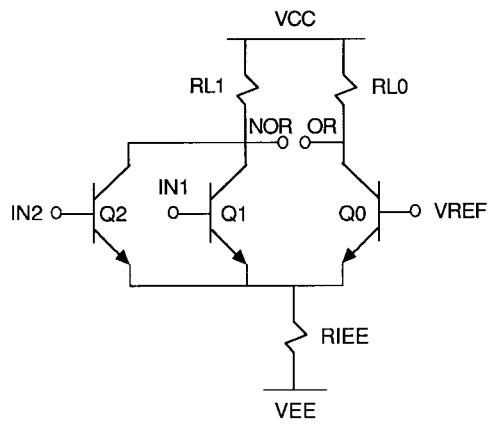 VCC
RL1
RL0
NOR OR
IN1
IN2
Q2
Q1
Q0
VREF
RIEE
VEE